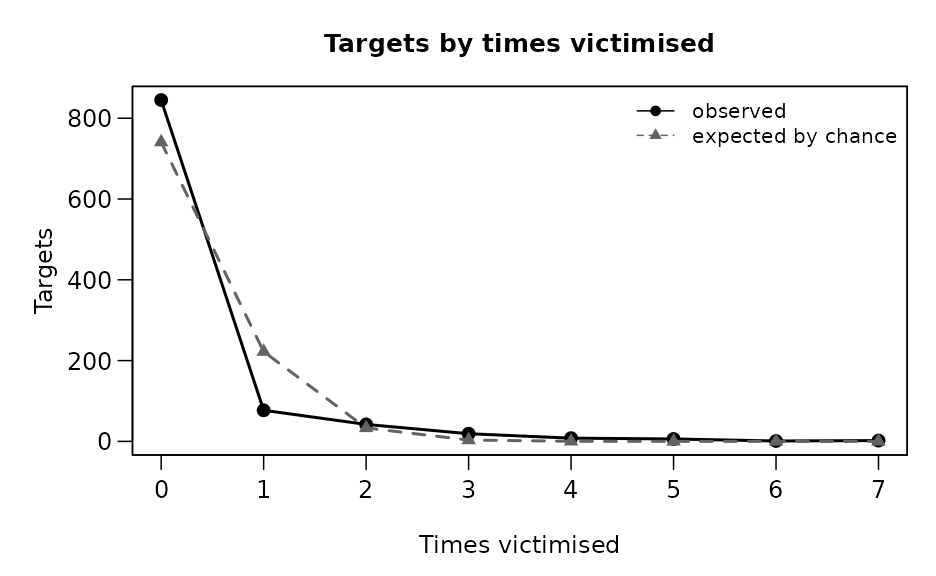 Targets by times victimised
observed
expected by chance
800
600
400
200
0
Targets
0 1 2 3 4 5 6 7
Times victimised